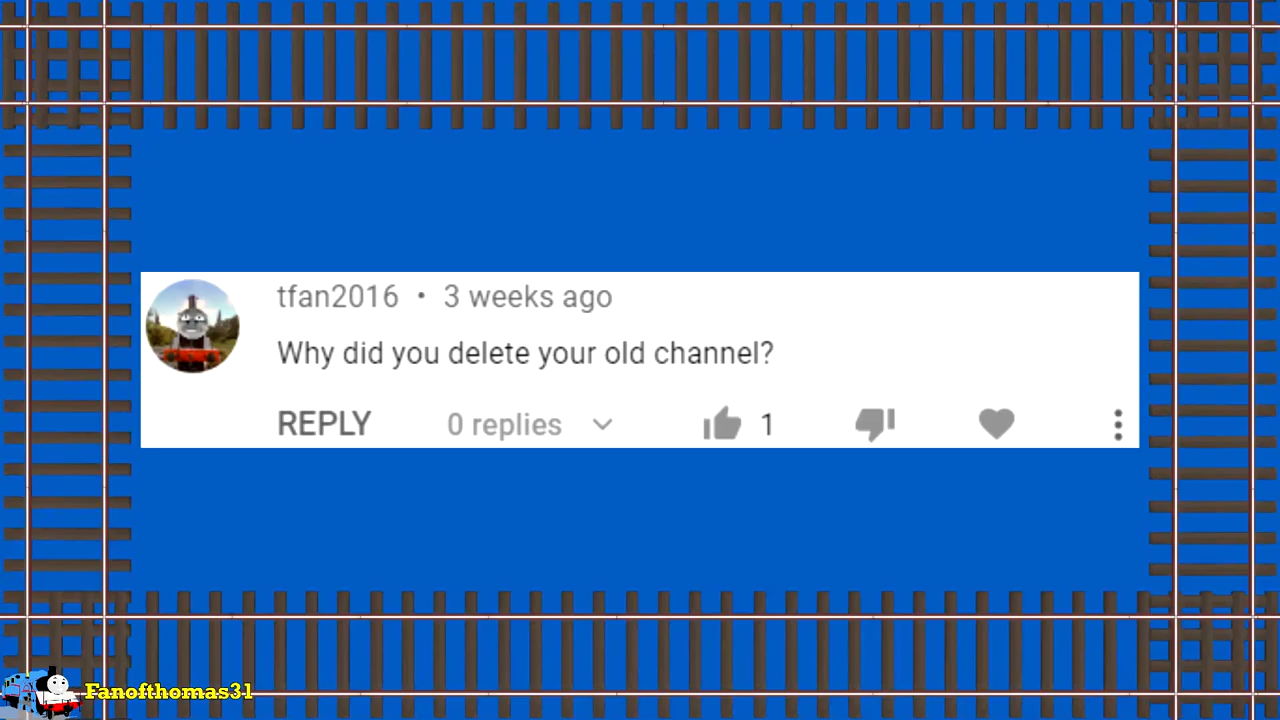 tfan2016 • 3 weeks ago
Why did you delete your old channel?
REPLY 0 replies 1
Fanofthomas31